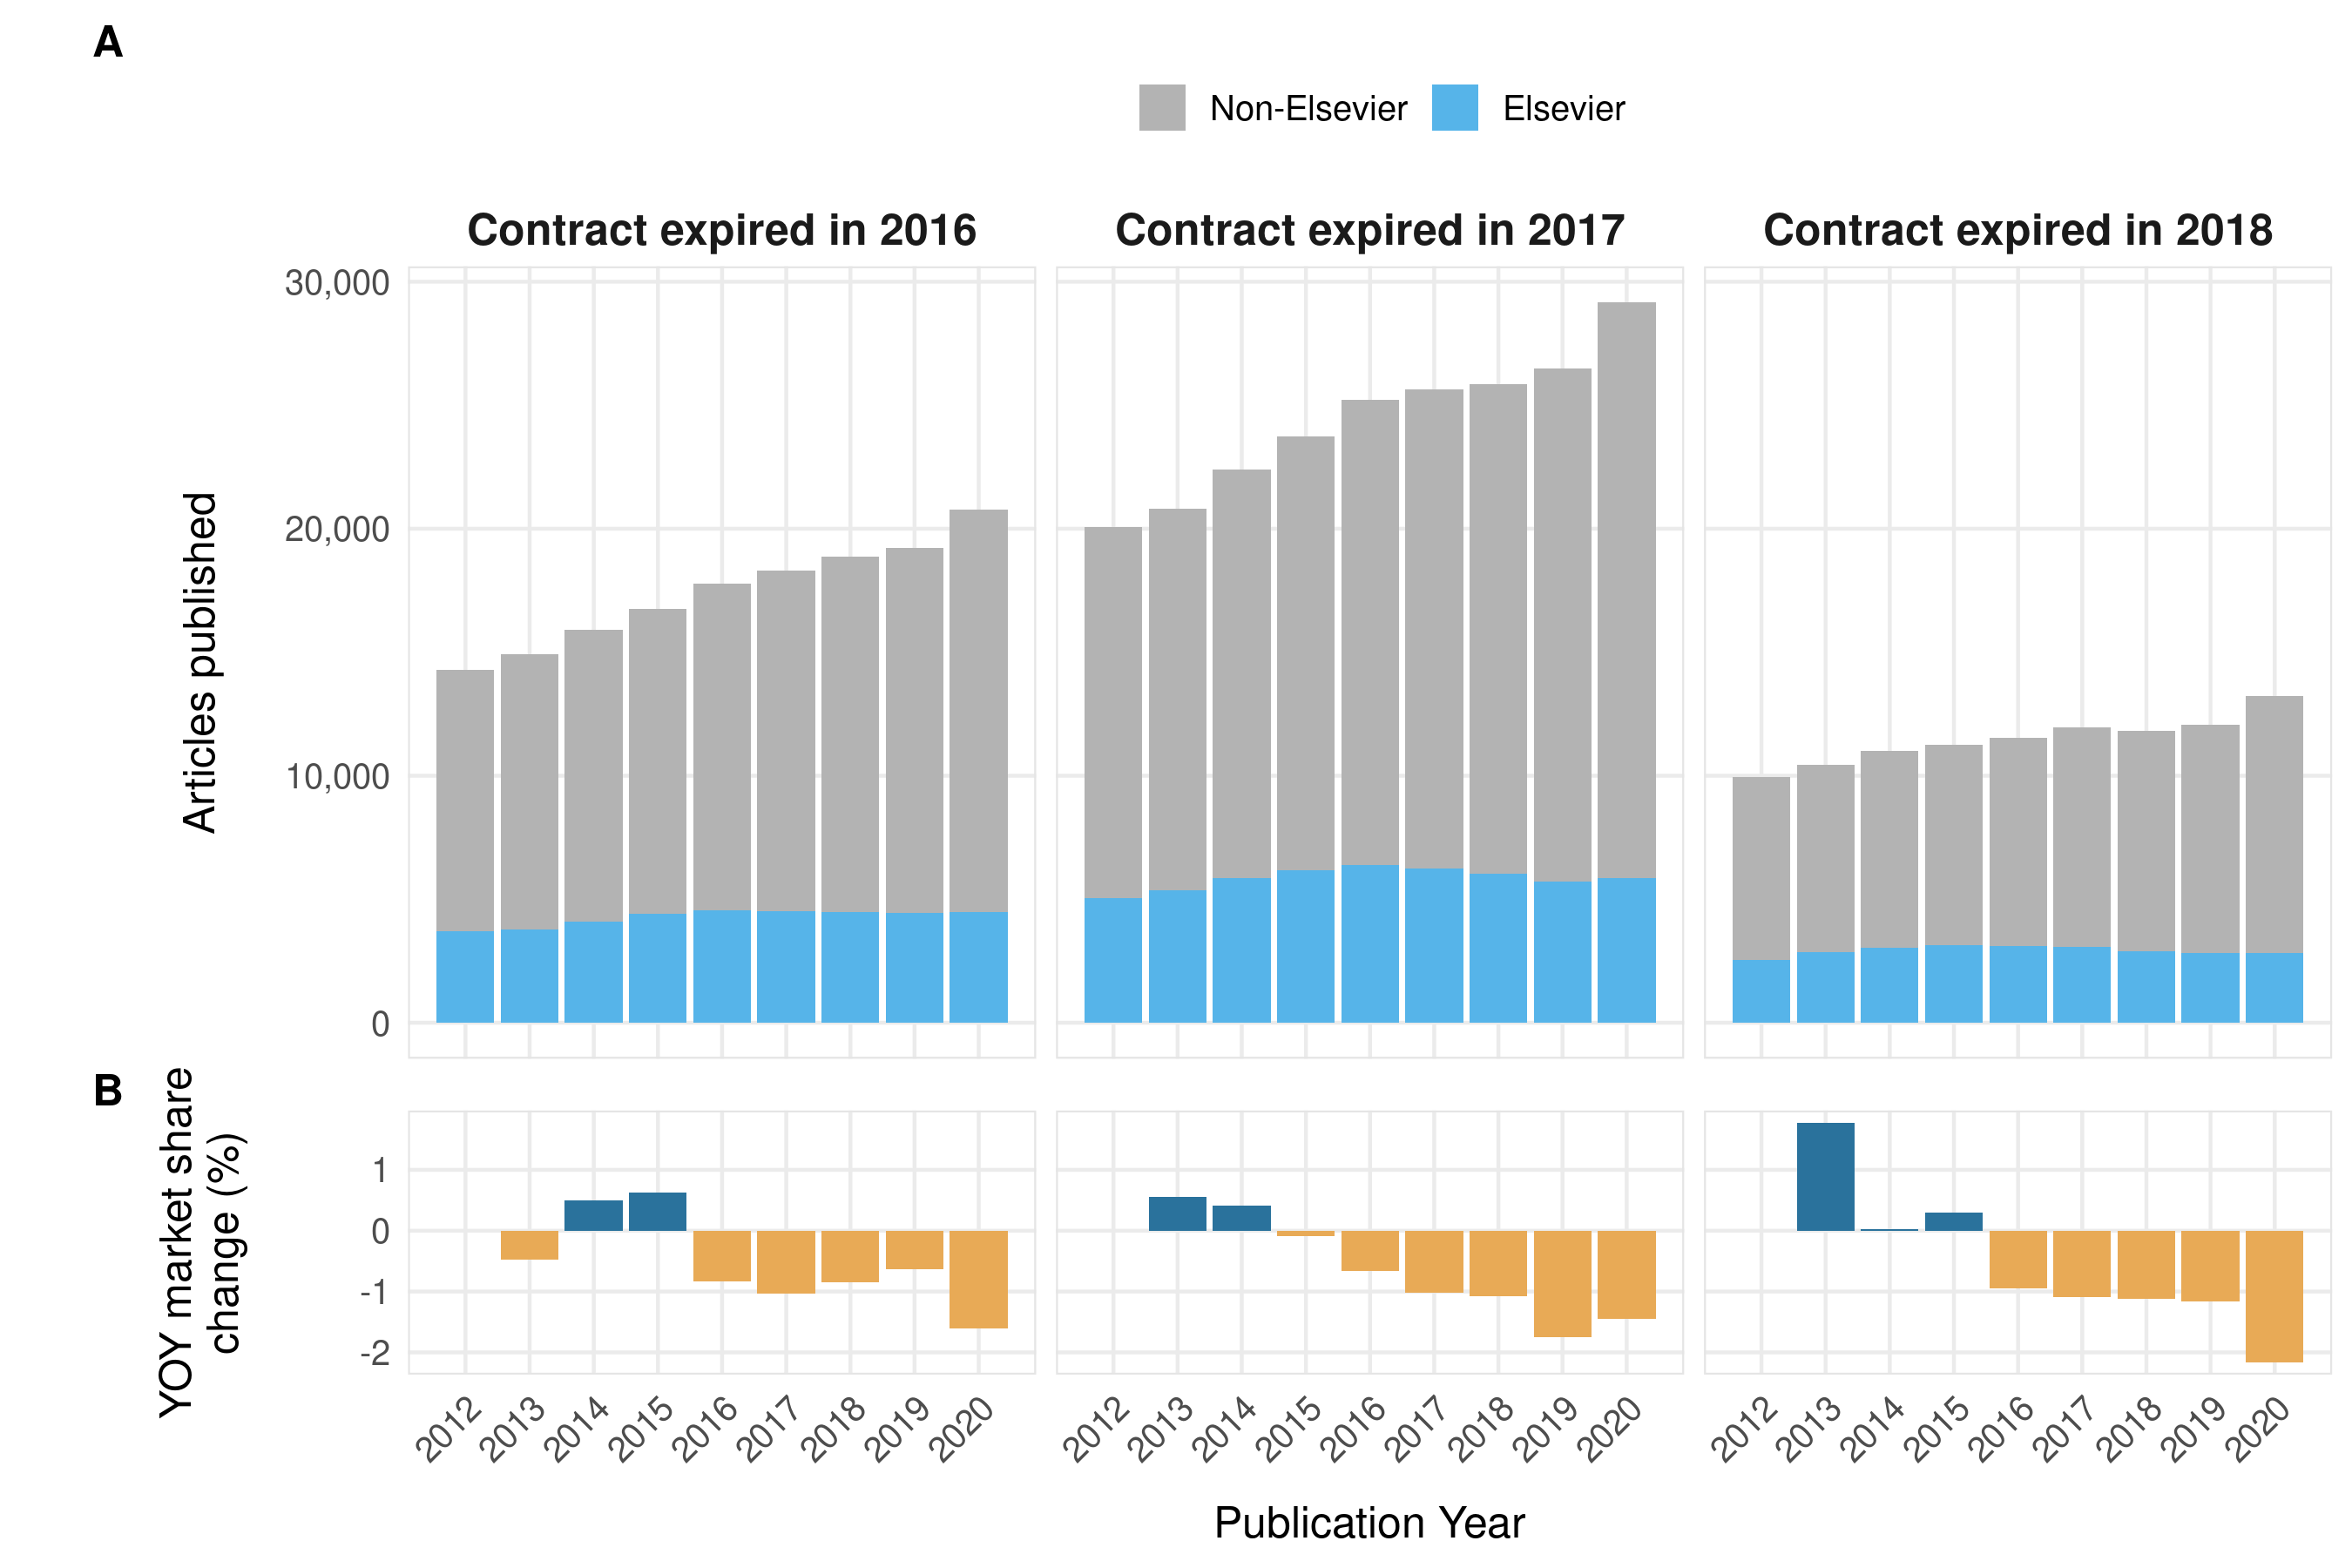 A
Non-Elsevier Elsevier
Contract expired in 2016 Contract expired in 2017 Contract expired in 2018
30,000
20,000
10,000
0
Articles published
B
YOY market share
change (%)
1
0
-1
-2
2012 2013 2014 2015 2016 2017 2018 2019 2020 2012 2013 2014 2015 2016 2017 2018 2019 2020 2012 2013 2014 2015 2016 2017 2018 2019 2020
Publication Year